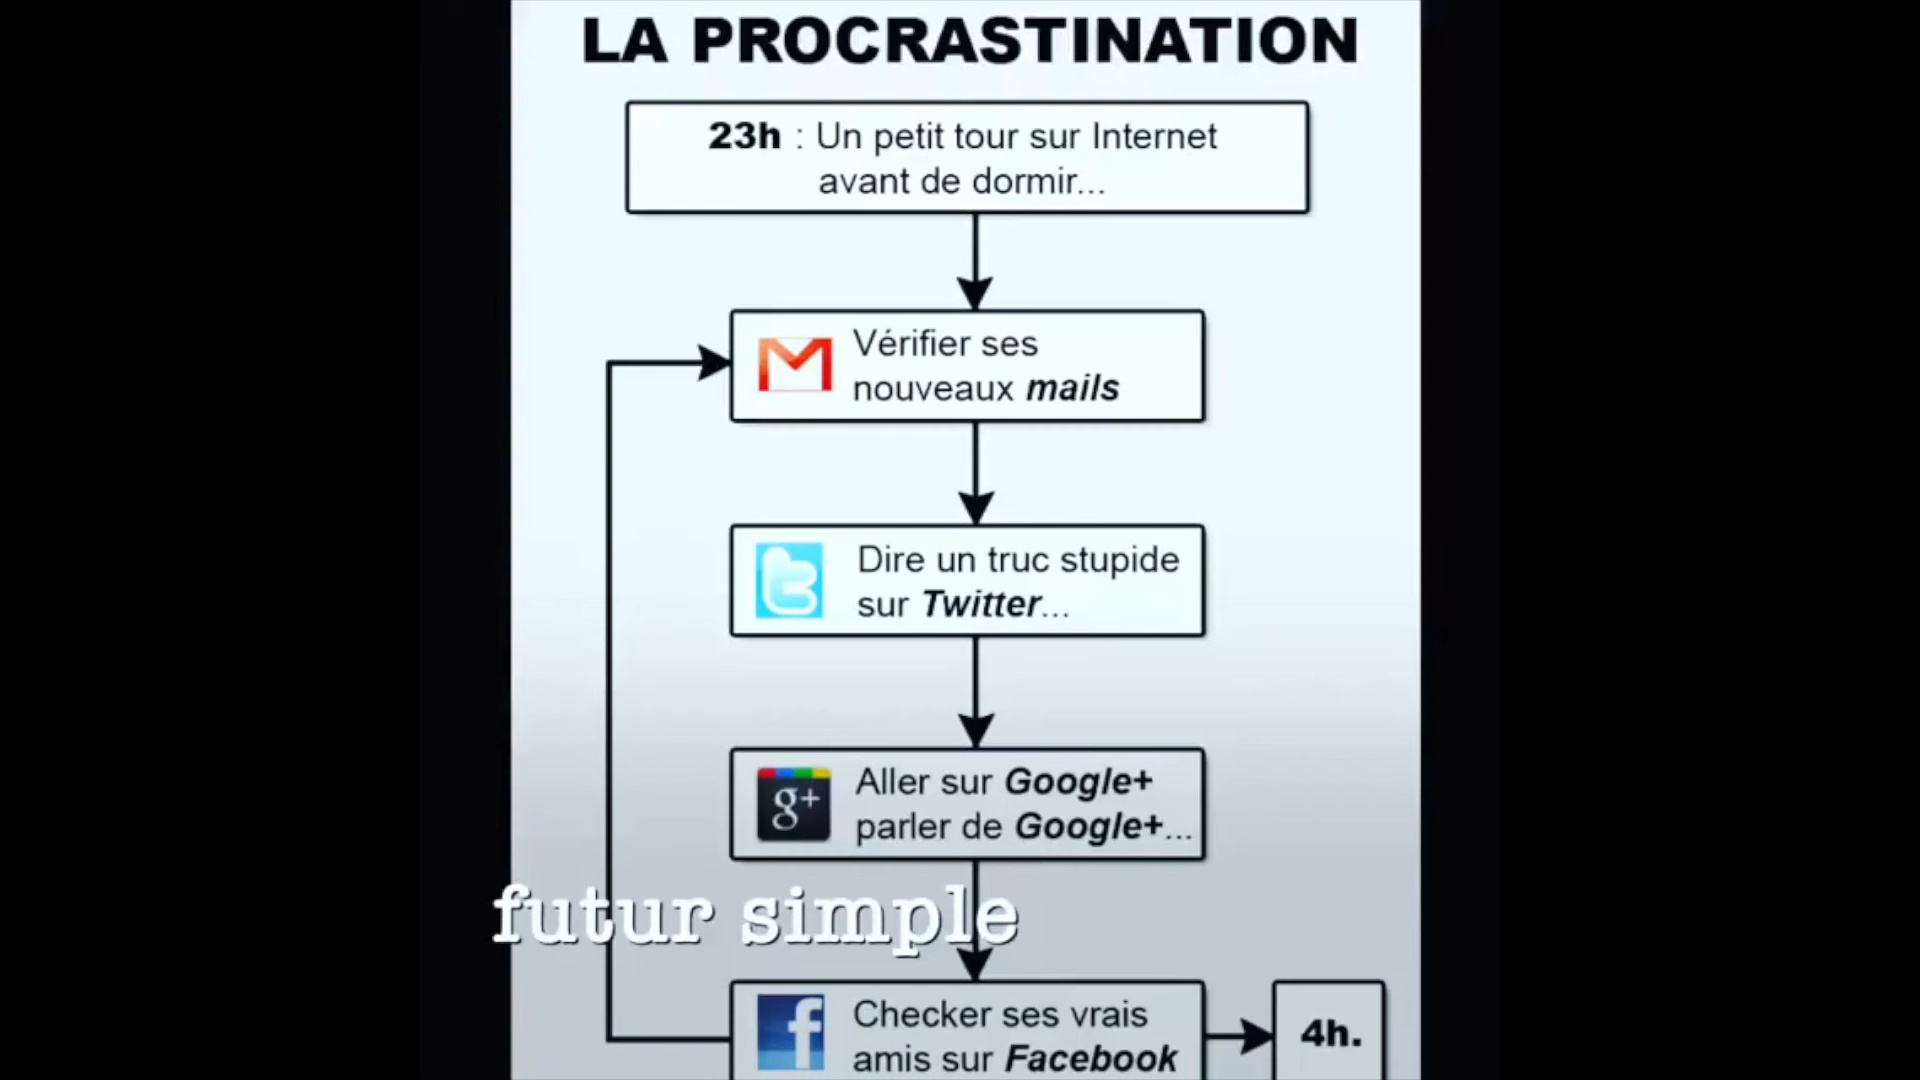 LA PROCRASTINATION
23h : Un petit tour sur Internet
avant de dormir...
Vérifier ses
nouveaux mails
Dire un truc stupide
sur Twitter...
g+
Aller sur Google+
parler de Google+...
futur simple
Checker ses vrais
amis sur Facebook
4h.